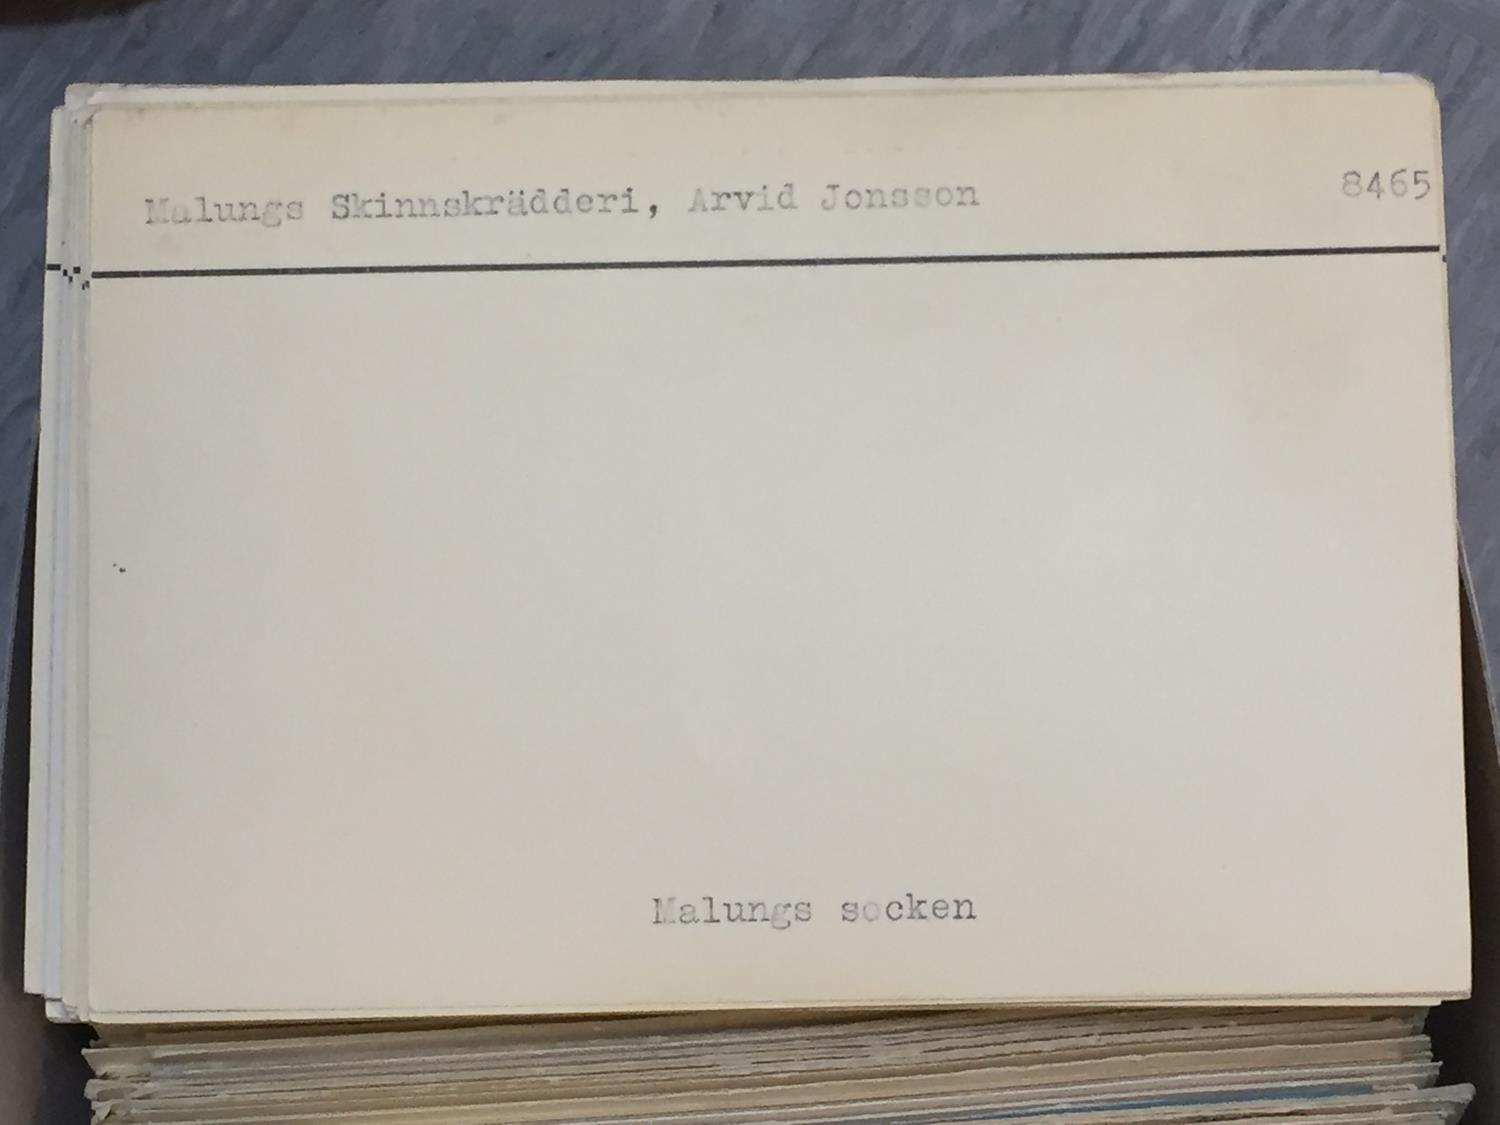 Malungs Skinnskrädderi, Arvid Jonsson 8465
Malungs socken